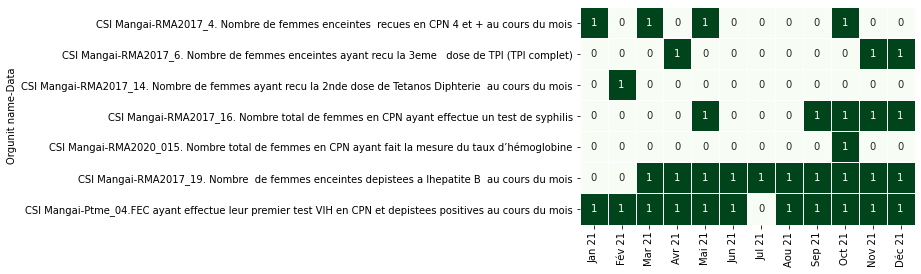 CSI Mangai-RMA2017_4. Nombre de femmes enceintes  recues en CPN 4 et + au cours du mois 1 0 1 0 1 0 0 0 0 1 0 0
CSI Mangai-RMA2017_6. Nombre de femmes enceintes ayant recu la 3eme   dose de TPI (TPI complet) 0 0 0 1 0 0 0 0 0 0 1 1
CSI Mangai-RMA2017_14. Nombre de femmes ayant recu la 2nde dose de Tetanos Diphterie  au cours du mois 0 1 0 0 0 0 0 0 0 0 0 0
CSI Mangai-RMA2017_16. Nombre total de femmes en CPN ayant effectue un test de syphilis 0 0 0 0 1 0 0 0 1 1 1 1
CSI Mangai-RMA2020_015. Nombre total de femmes en CPN ayant fait la mesure du taux d’hémoglobine 0 0 0 0 0 0 0 0 0 1 0 0
CSI Mangai-RMA2017_19. Nombre  de femmes enceintes depistees a lhepatite B  au cours du mois 0 0 1 1 1 1 1 1 1 1 1 1
CSI Mangai-Ptme_04.FEC ayant effectue leur premier test VIH en CPN et depistees positives au cours du mois 1 1 1 1 1 1 0 1 1 1 1 1
Orgunit name-Data
Jan 21
Fév 21
Mar 21
Avr 21
Mai 21
Jun 21
Jul 21
Aou 21
Sep 21
Oct 21
Nov 21
Déc 21